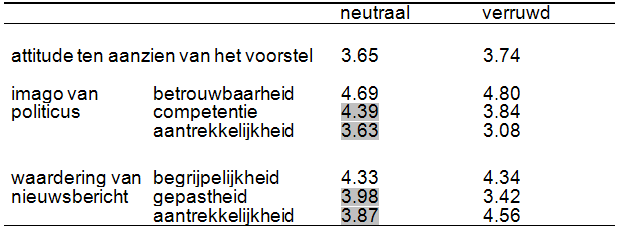 neutraal verruwd
attitude ten aanzien van het voorstel 3.65 3.74
imago van betrouwbaarheid 4.69 4.80
politicus competentie 4.39 3.84
aantrekkelijkheid 3.63 3.08
waardering van begrijpelijkheid 4.33 4.34
nieuwsbericht gepastheid 3.98 3.42
aantrekkelijkheid 3.87 4.56